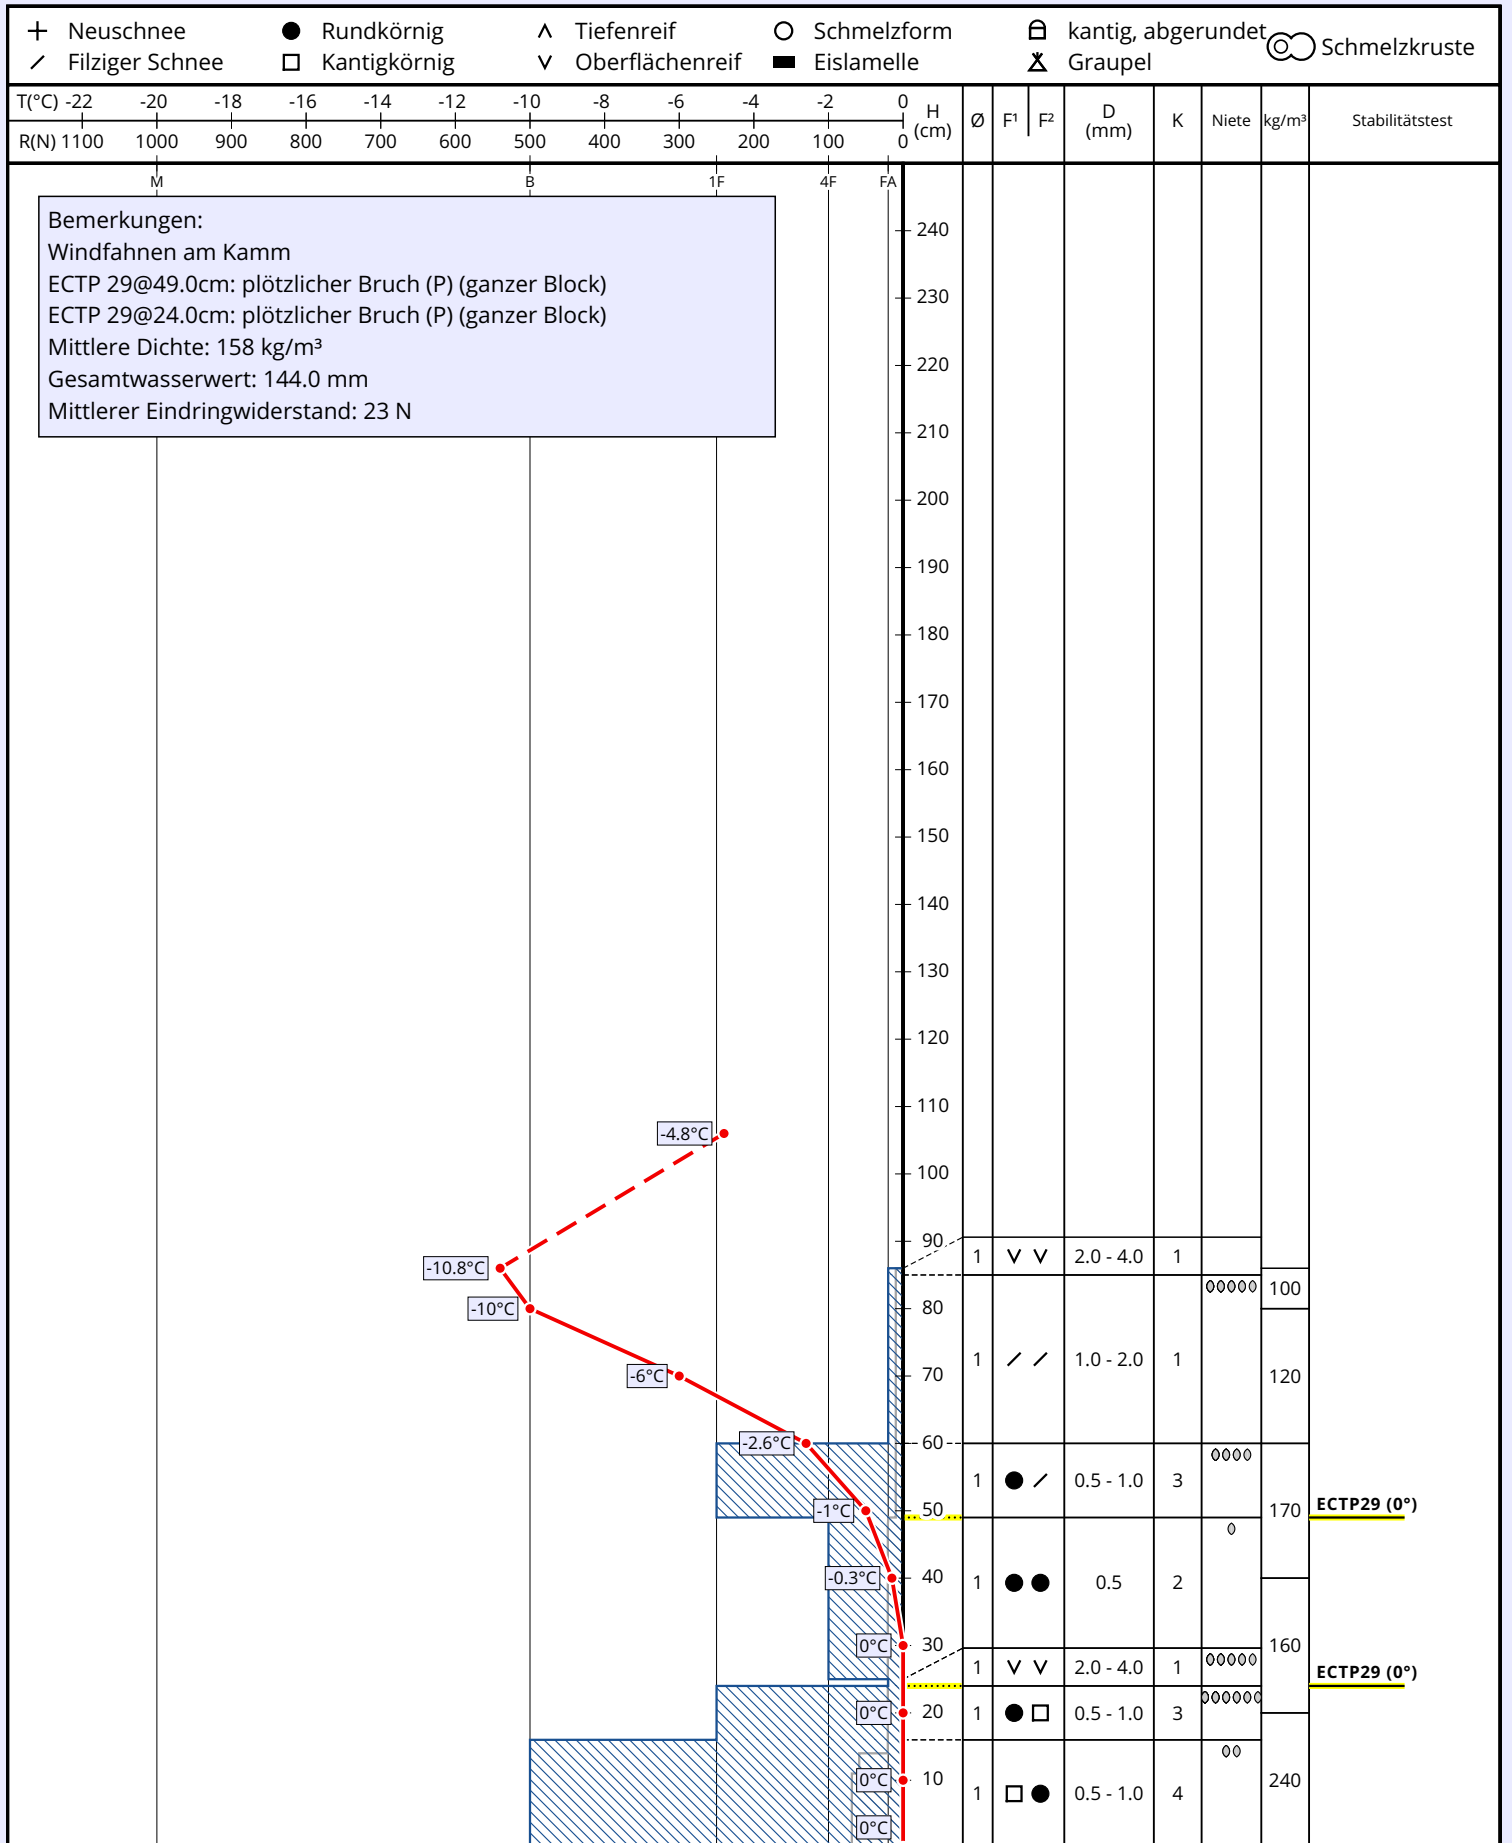 Neuschnee Rundkörnig Tiefenreif Schmelzform kantig, abgerundet Schmelzkruste
Filziger Schnee Kantigkörnig Oberflächenreif Eislamelle Graupel
T(°C) -22 -20 -18 -16 -14 -12 -10 -8 -6 -4 -2 0
R(N) 1100 1000 900 800 700 600 500 400 300 200 100 0
H (cm) Ø F¹ F² D (mm) K Niete kg/m³ Stabilitätstest
M B 1F 4F FA
Bemerkungen:
Windfahnen am Kamm
ECTP 29@49.0cm: plötzlicher Bruch (P) (ganzer Block)
ECTP 29@24.0cm: plötzlicher Bruch (P) (ganzer Block)
Mittlere Dichte: 158 kg/m³
Gesamtwasserwert: 144.0 mm
Mittlerer Eindringwiderstand: 23 N
240
230
220
210
200
190
180
170
160
150
140
130
120
110
-4.8°C
100
90
1 2.0 - 4.0 1
-10.8°C
100
-10°C 80
1 1.0 - 2.0 1
-6°C 70 120
-2.6°C 60
1 0.5 - 1.0 3
-1°C 50 170 ECTP29 (0°)
-0.3°C 40
1 0.5 2
0°C 30 160
1 2.0 - 4.0 1 ECTP29 (0°)
0°C 20 1 0.5 - 1.0 3
0°C 10 240
1 0.5 - 1.0 4
0°C